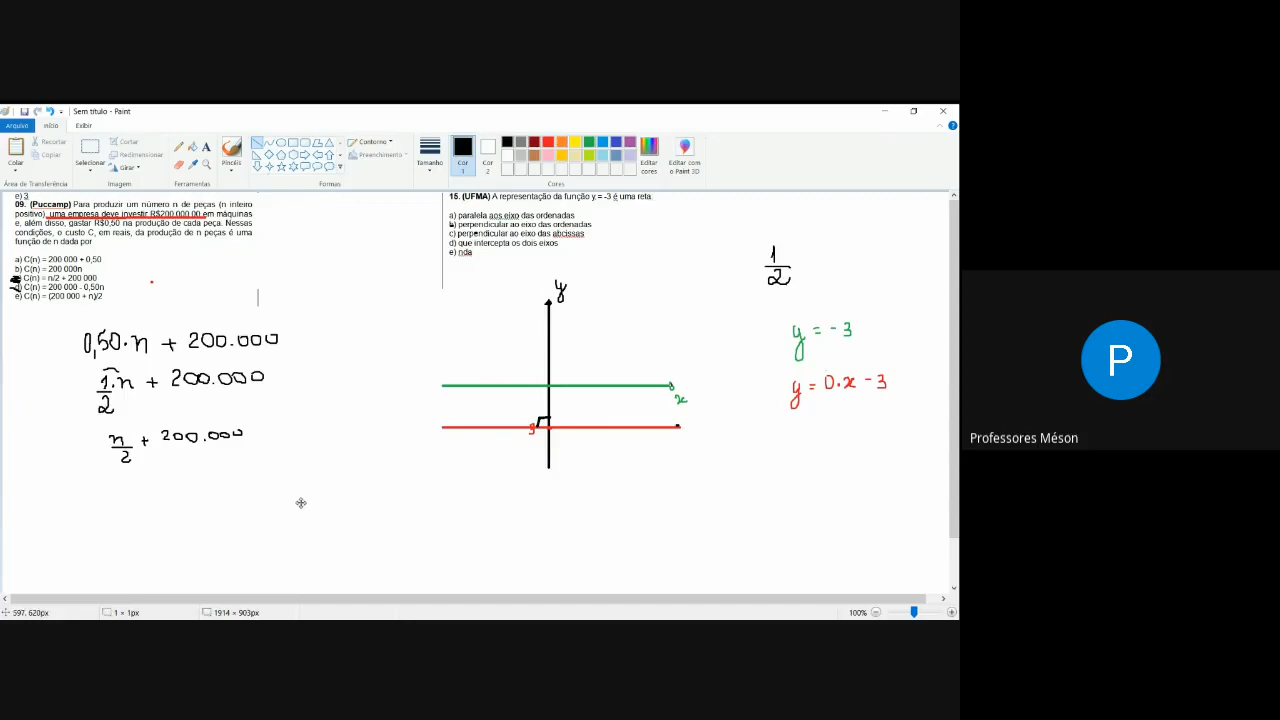 Sem título - Paint
Arquivo Início Exibir
Colar
Recortar
Copiar
Área de Transferência
Selecionar
Cortar
Redimensionar
Girar
Imagem
Ferramentas
Pincéis
Contorno
Preenchimento
Formas
Tamanho
Cor 1
Cor 2
Cores
Editar cores
Editar com o Paint 3D
e) 3
09. (Puccamp) Para produzir um número n de peças (n inteiro
positivo), uma empresa deve investir R$200 000,00 em máquinas
e, além disso, gastar R$0,50 na produção de cada peça. Nessas
condições, o custo C, em reais, da produção de n peças é uma
função de n dada por
a) C(n) = 200 000 + 0,50
b) C(n) = 200 000n
C(n) = n/2 + 200 000
d) C(n) = 200 000 - 0,50n
e) C(n) = (200 000 + n)/2
0,50·n + 200.000
1/2·n + 200.000
n/2 + 200.000
15. (UFMA) A representação da função y = -3 é uma reta
a) paralela aos eixo das ordenadas
b) perpendicular ao eixo das ordenadas
c) perpendicular ao eixo das abcissas
d) que intercepta os dois eixos
e) nda
y
x
1/2
y = - 3
y = 0·x - 3
P
Professores Méson
597, 620px
1 × 1px
1914 × 903px
100%